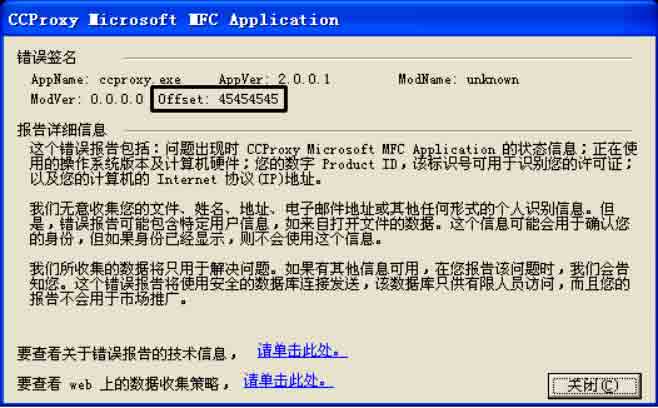 CCProxy Microsoft MFC Application
错误签名
AppName: ccproxy.exe AppVer: 2.0.0.1 ModName: unknown
ModVer: 0.0.0.0 Offset: 45454545
报告详细信息
这个错误报告包括：问题出现时 CCProxy Microsoft MFC Application 的状态信息；正在使
用的操作系统版本及计算机硬件；您的数字 Product ID，该标识号可用于识别您的许可证；
以及您的计算机的 Internet 协议(IP)地址。
我们无意收集您的文件、姓名、地址、电子邮件地址或其他任何形式的个人识别信息。但
是，错误报告可能包含特定用户信息，如来自打开文件的数据。这个信息可能会用于确认您
的身份，但如果身份已经显示，则不会使用这个信息。
我们所收集的数据将只用于解决问题。如果有其他信息可用，在您报告该问题时，我们会告
知您。这个错误报告将使用安全的数据库连接发送，该数据库只供有限人员访问，而且您的
报告不会用于市场推广。
要查看关于错误报告的技术信息， 请单击此处。
要查看 web 上的数据收集策略， 请单击此处。
关闭(C)